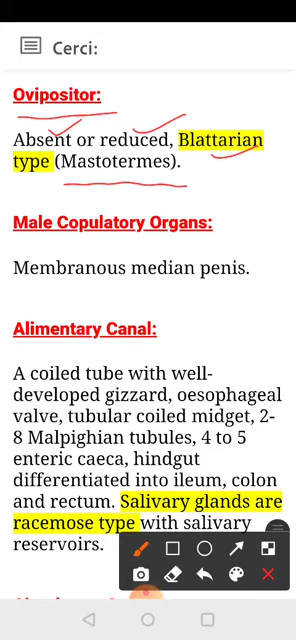 Cerci:
Ovipositor:
Absent or reduced, Blattarian
type (Mastotermes).
Male Copulatory Organs:
Membranous median penis.
Alimentary Canal:
A coiled tube with well-
developed gizzard, oesophageal
valve, tubular coiled midget, 2-
8 Malpighian tubules, 4 to 5
enteric caeca, hindgut
differentiated into ileum, colon
and rectum. Salivary glands are
racemose type with salivary
reservoirs.